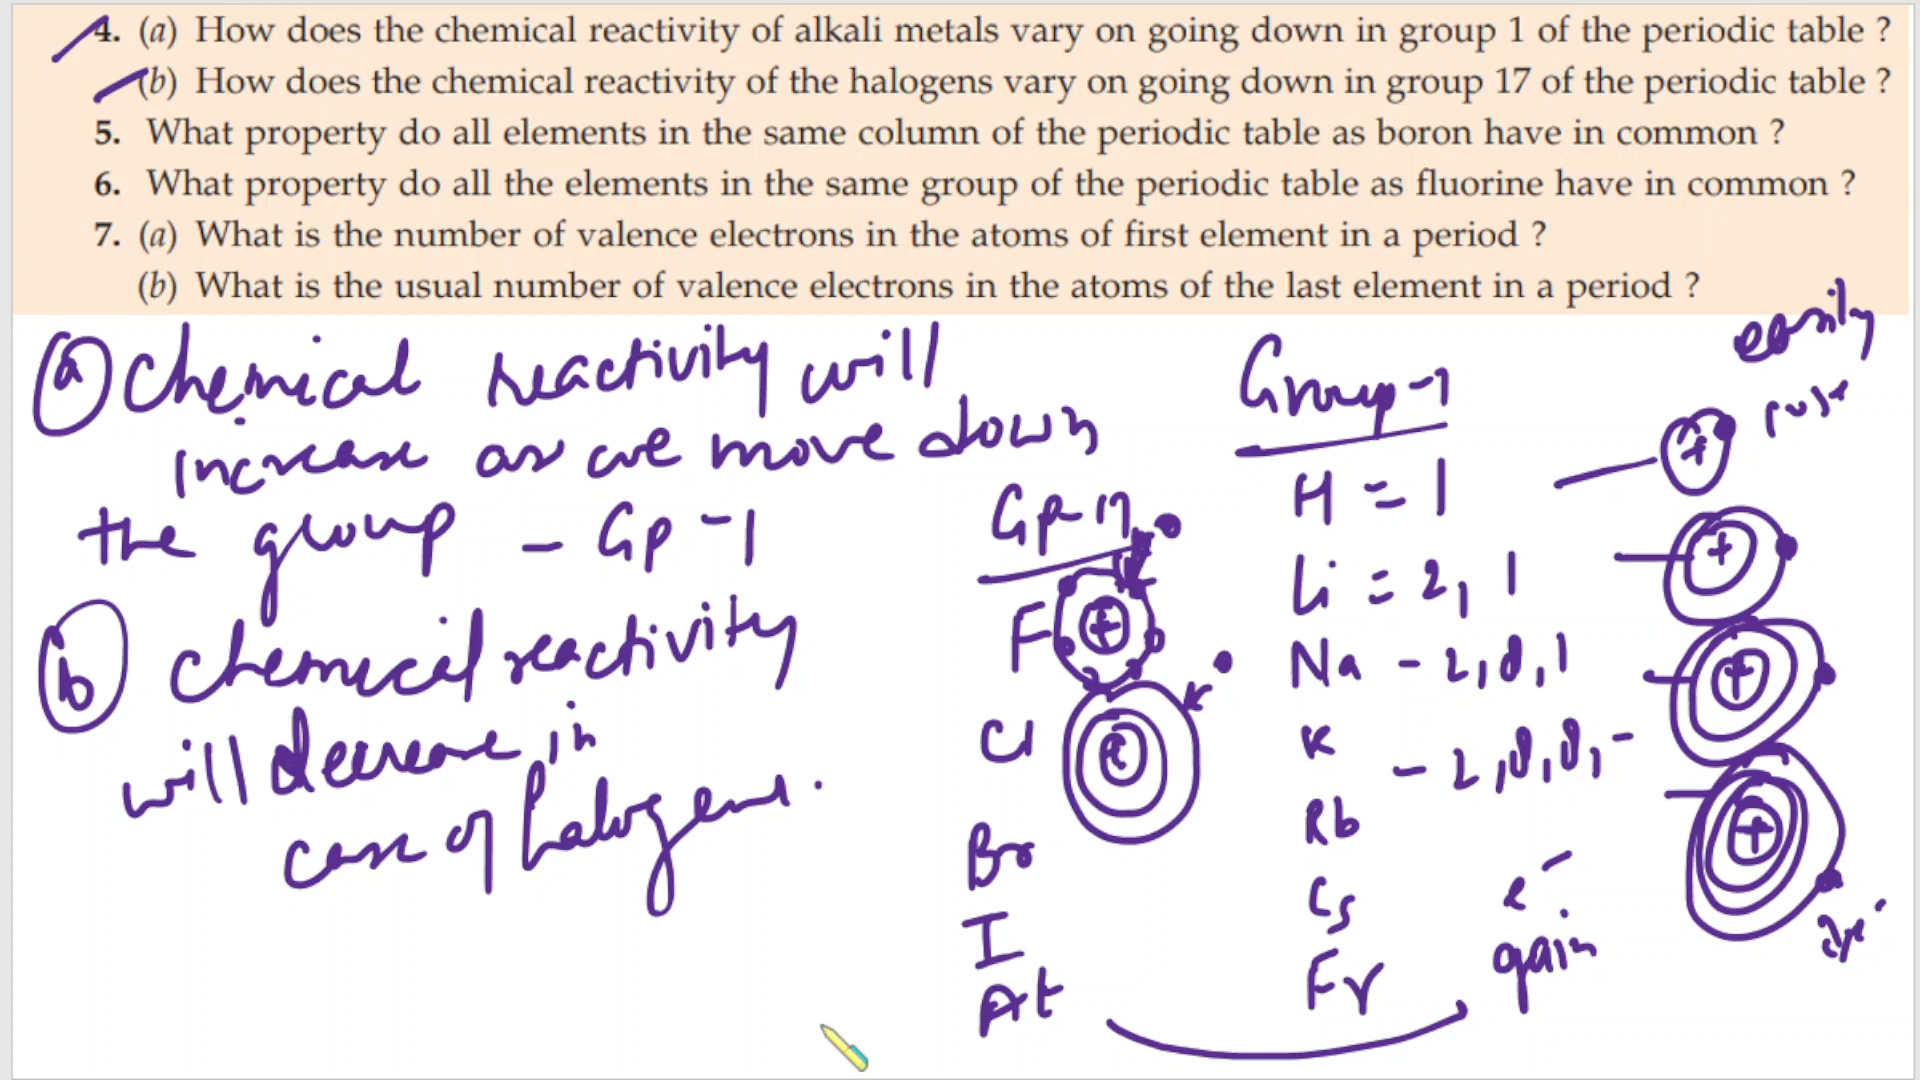 4. (a) How does the chemical reactivity of alkali metals vary on going down in group 1 of the periodic table ?
(b) How does the chemical reactivity of the halogens vary on going down in group 17 of the periodic table ?
5. What property do all elements in the same column of the periodic table as boron have in common ?
6. What property do all the elements in the same group of the periodic table as fluorine have in common ?
7. (a) What is the number of valence electrons in the atoms of first element in a period ?
(b) What is the usual number of valence electrons in the atoms of the last element in a period ?
(a) Chemical reactivity will
increase as we move down
the group - Gp-1
(b) chemical reactivity
will decrease in
case of halogens.
Gp-17
F
Cl
Br
I
At
Group-1
H = 1
Li = 2, 1
Na - 2,8,1
K - 2,8,8,-
Rb
Cs
Fr
easily
+
+
+
+
+
e-
gain